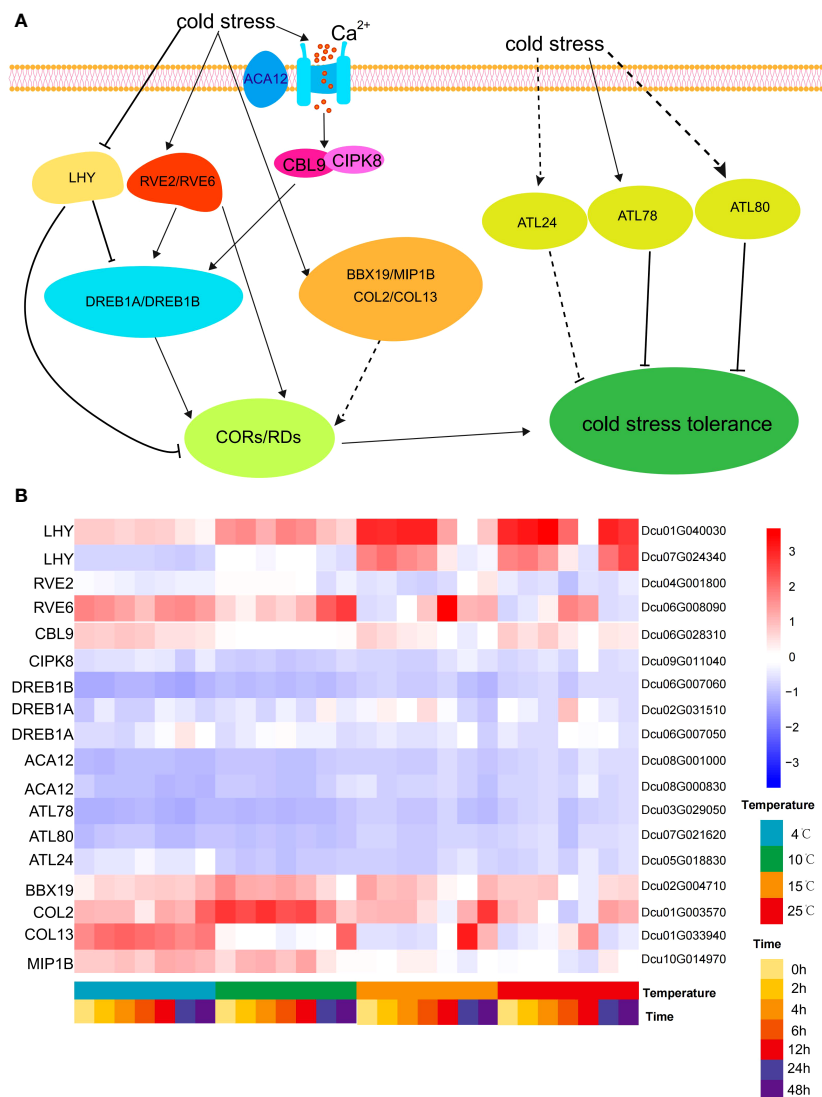 A
cold stress
Ca2+
cold stress
ACA12
CBL9
CIPK8
LHY
RVE2/RVE6
ATL24
ATL78
ATL80
BBX19/MIP1B
COL2/COL13
DREB1A/DREB1B
CORs/RDs
cold stress tolerance
B
LHY Dcu01G040030
LHY Dcu07G024340
RVE2 Dcu04G001800
RVE6 Dcu06G008090
CBL9 Dcu06G028310
CIPK8 Dcu09G011040
DREB1B Dcu06G007060
DREB1A Dcu02G031510
DREB1A Dcu06G007050
ACA12 Dcu08G001000
ACA12 Dcu08G000830
ATL78 Dcu03G029050
ATL80 Dcu07G021620
ATL24 Dcu05G018830
BBX19 Dcu02G004710
COL2 Dcu01G003570
COL13 Dcu01G033940
MIP1B Dcu10G014970
Temperature
Time
3
2
1
0
−1
−2
−3
Temperature
4℃
10℃
15℃
25℃
Time
0h
2h
4h
6h
12h
24h
48h